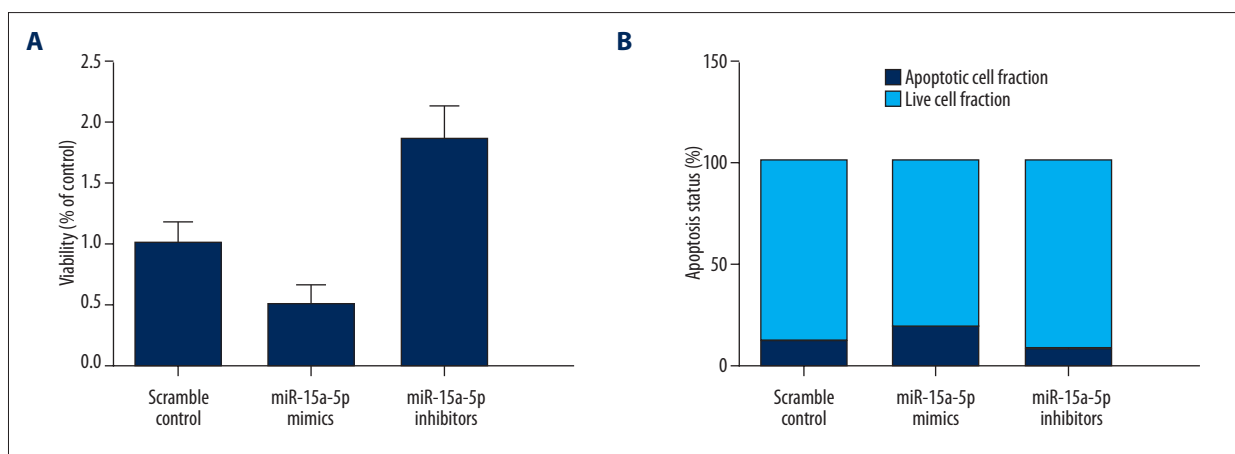 A
Viability (% of control)
2.5
2.0
1.5
1.0
0.5
0.0
Scramble
control
miR-15a-5p
mimics
miR-15a-5p
inhibitors
B
Apoptosis status (%)
150
100
50
0
Apoptotic cell fraction
Live cell fraction
Scramble
control
miR-15a-5p
mimics
miR-15a-5p
inhibitors